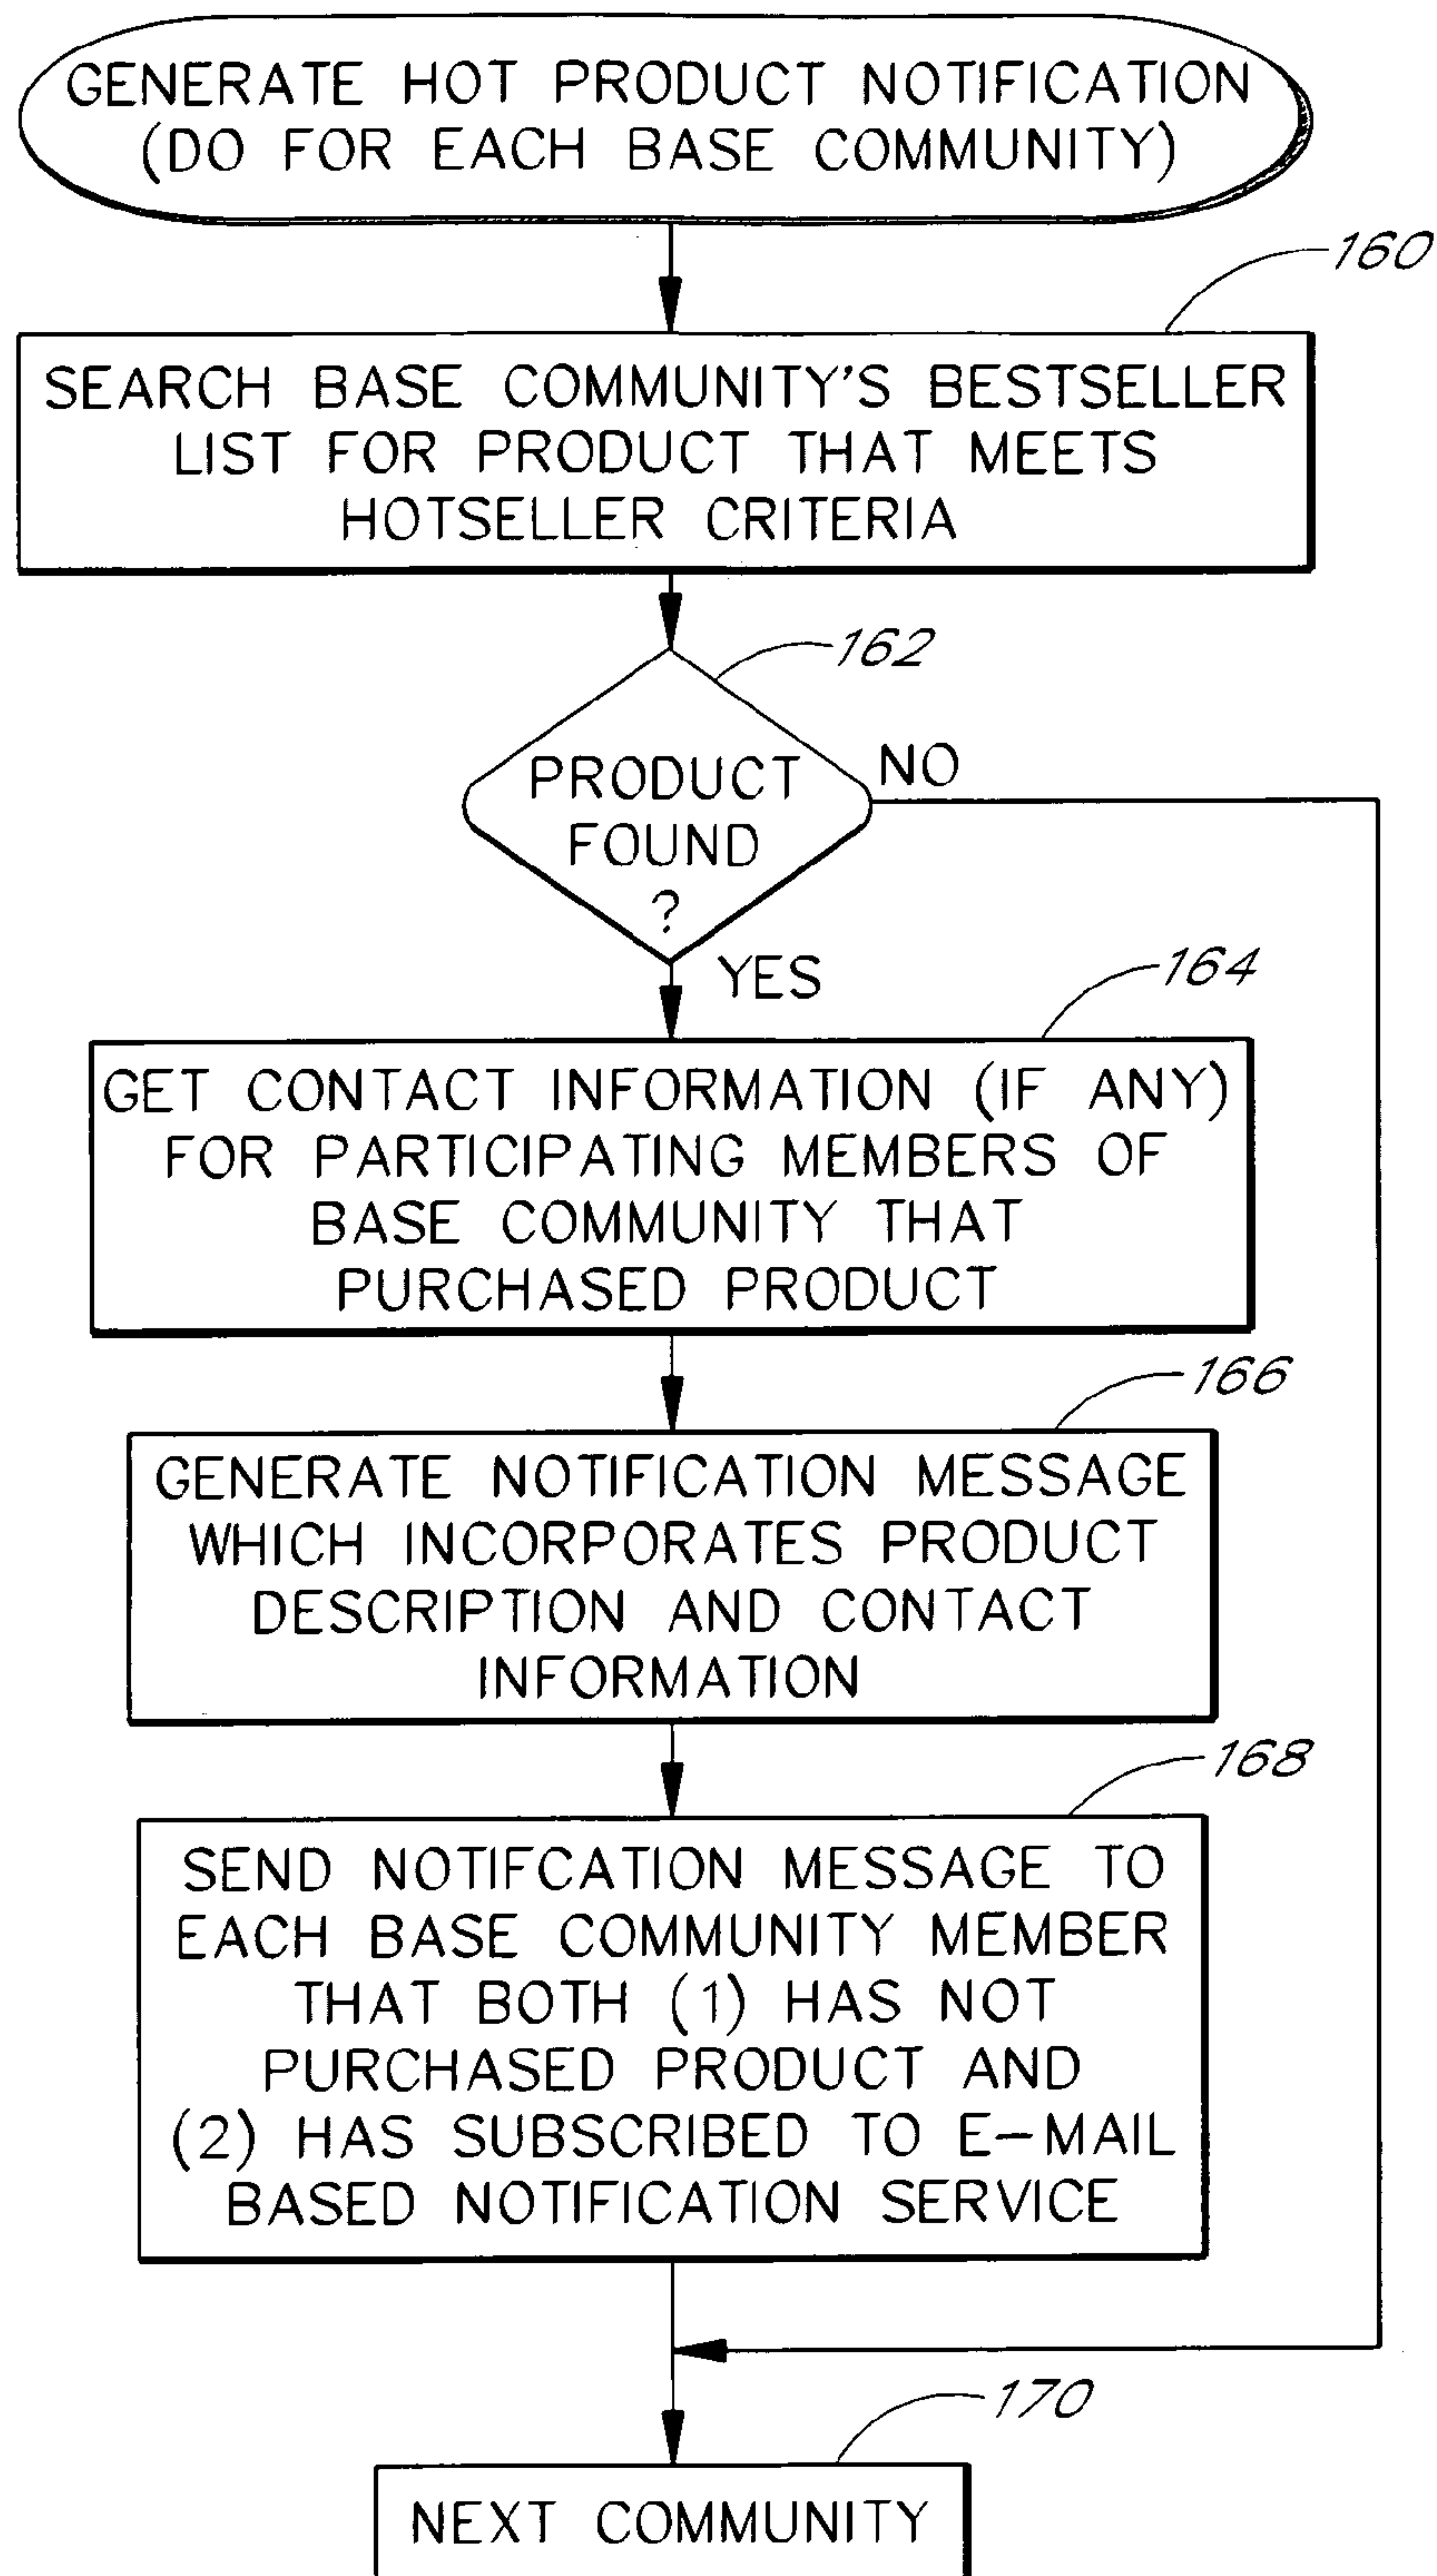 GENERATE HOT PRODUCT NOTIFICATION
(DO FOR EACH BASE COMMUNITY)
160
SEARCH BASE COMMUNITY'S BESTSELLER
LIST FOR PRODUCT THAT MEETS
HOTSELLER CRITERIA
162
PRODUCT
FOUND
?
NO
YES
164
GET CONTACT INFORMATION (IF ANY)
FOR PARTICIPATING MEMBERS OF
BASE COMMUNITY THAT
PURCHASED PRODUCT
166
GENERATE NOTIFICATION MESSAGE
WHICH INCORPORATES PRODUCT
DESCRIPTION AND CONTACT
INFORMATION
168
SEND NOTIFCATION MESSAGE TO
EACH BASE COMMUNITY MEMBER
THAT BOTH (1) HAS NOT
PURCHASED PRODUCT AND
(2) HAS SUBSCRIBED TO E-MAIL
BASED NOTIFICATION SERVICE
170
NEXT COMMUNITY